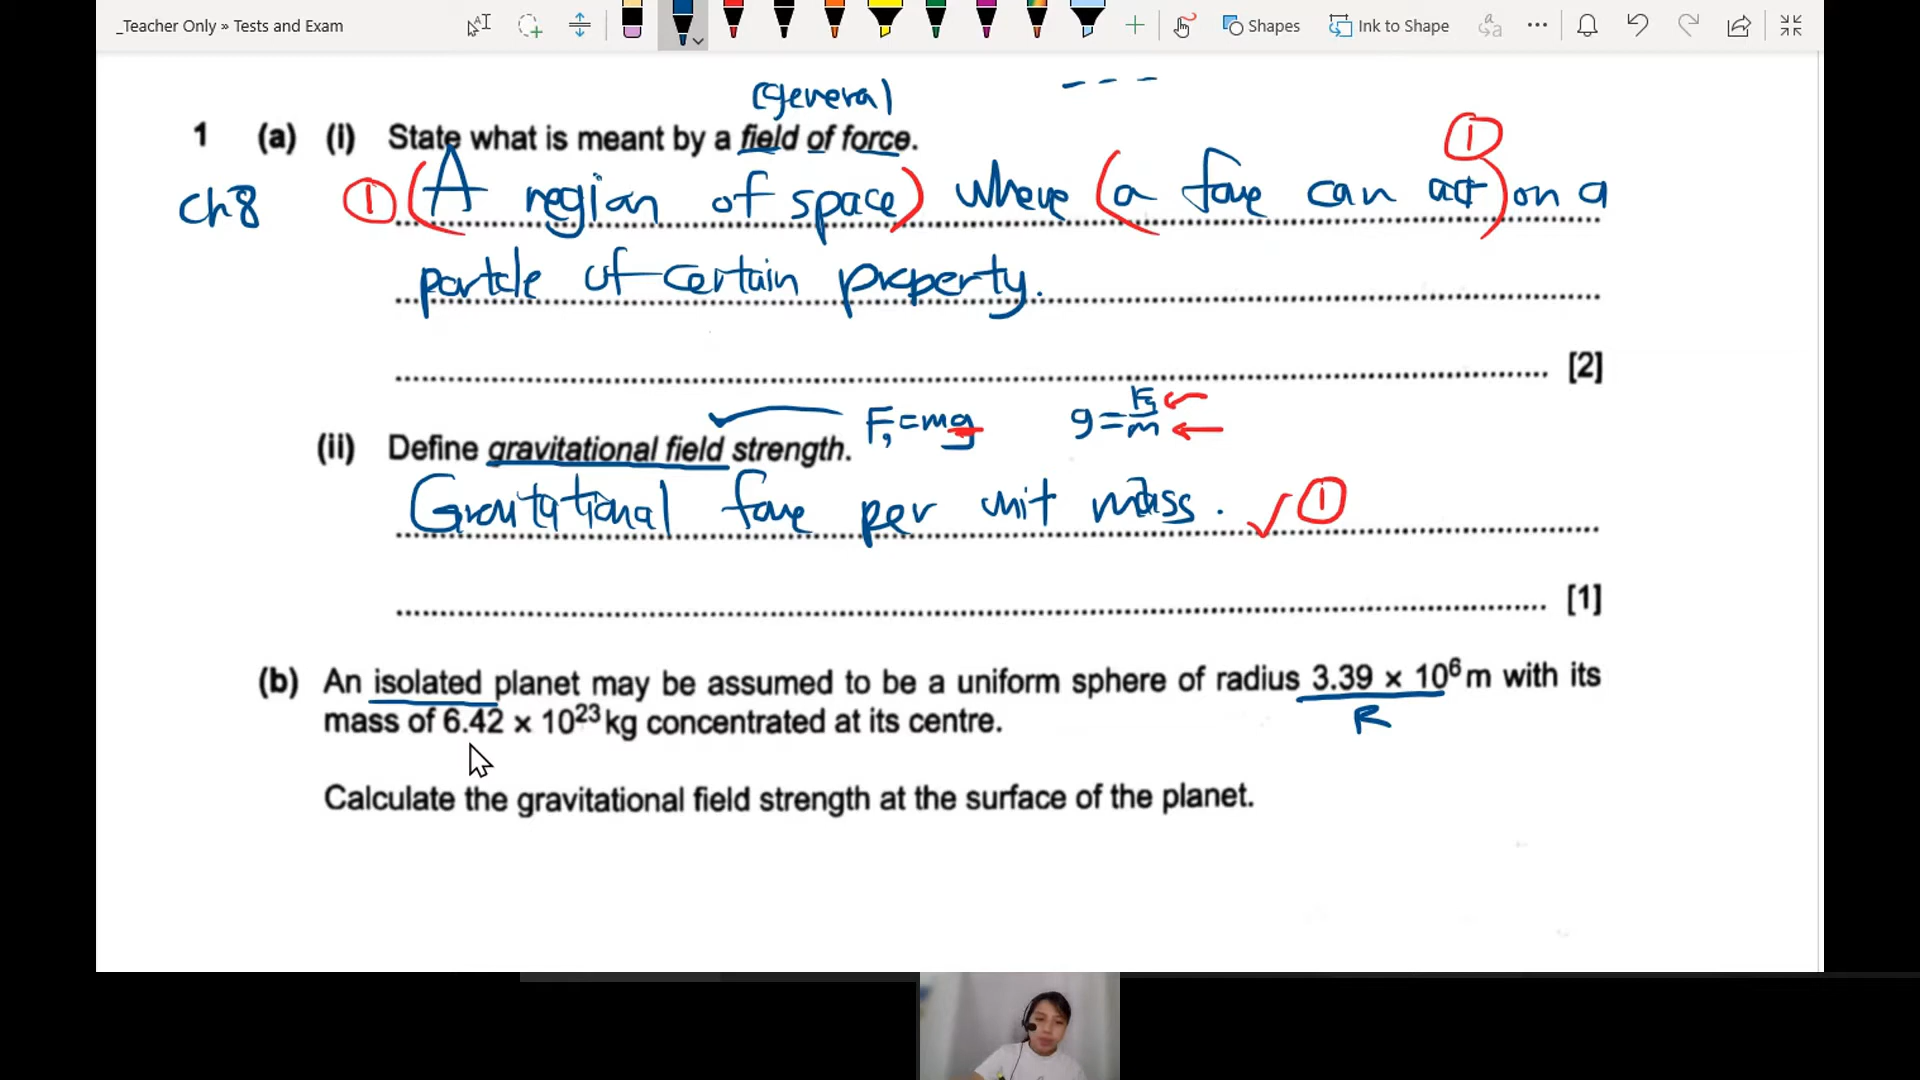 _Teacher Only » Tests and Exam
Shapes
Ink to Shape
(general)
1 (a) (i) State what is meant by a field of force.
ch8 ① (A region of space) where (a force can act) on a ①
particle of certain property.
[2]
Fg = mg g = Fg/m
(ii) Define gravitational field strength.
Gravitational force per unit mass. ✓ ①
[1]
(b) An isolated planet may be assumed to be a uniform sphere of radius 3.39 × 10⁶ m with its
R
mass of 6.42 × 10²³ kg concentrated at its centre.
Calculate the gravitational field strength at the surface of the planet.